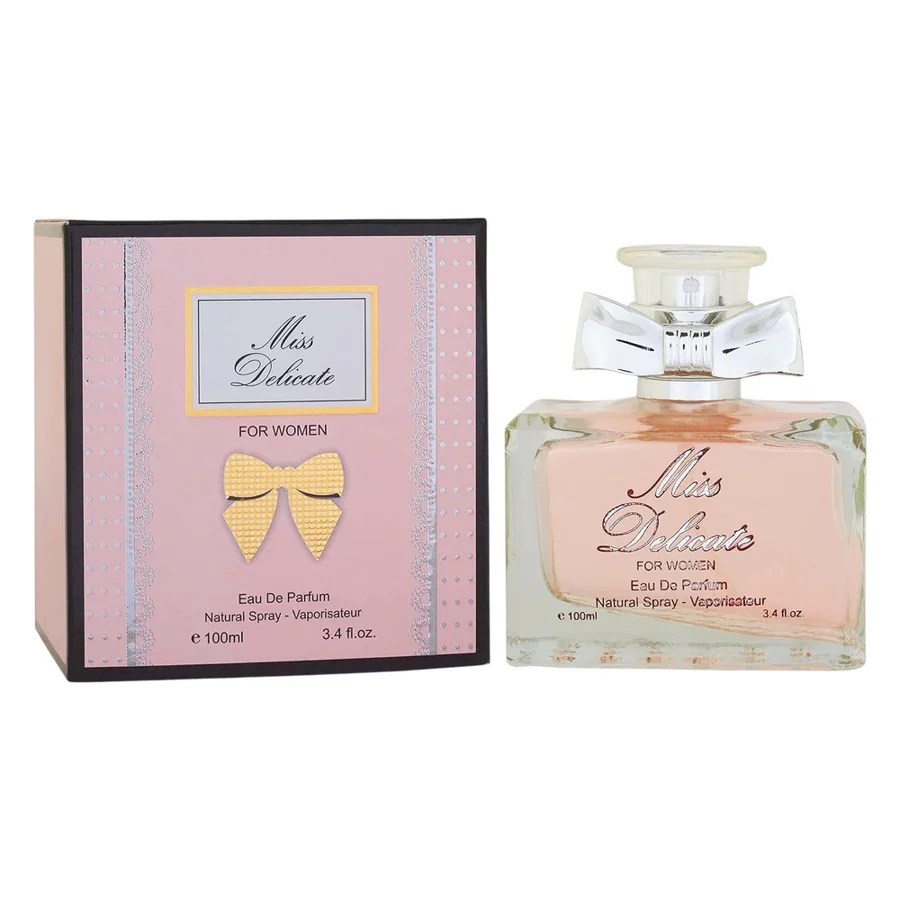 Miss
Delicate
FOR WOMEN
Eau De Parfum
Natural Spray - Vaporisateur
e 100ml 3.4 fl.oz.
Miss
Delicate
FOR WOMEN
Eau De Parfum
Natural Spray - Vaporisateur
e 100ml 3.4 fl.oz.